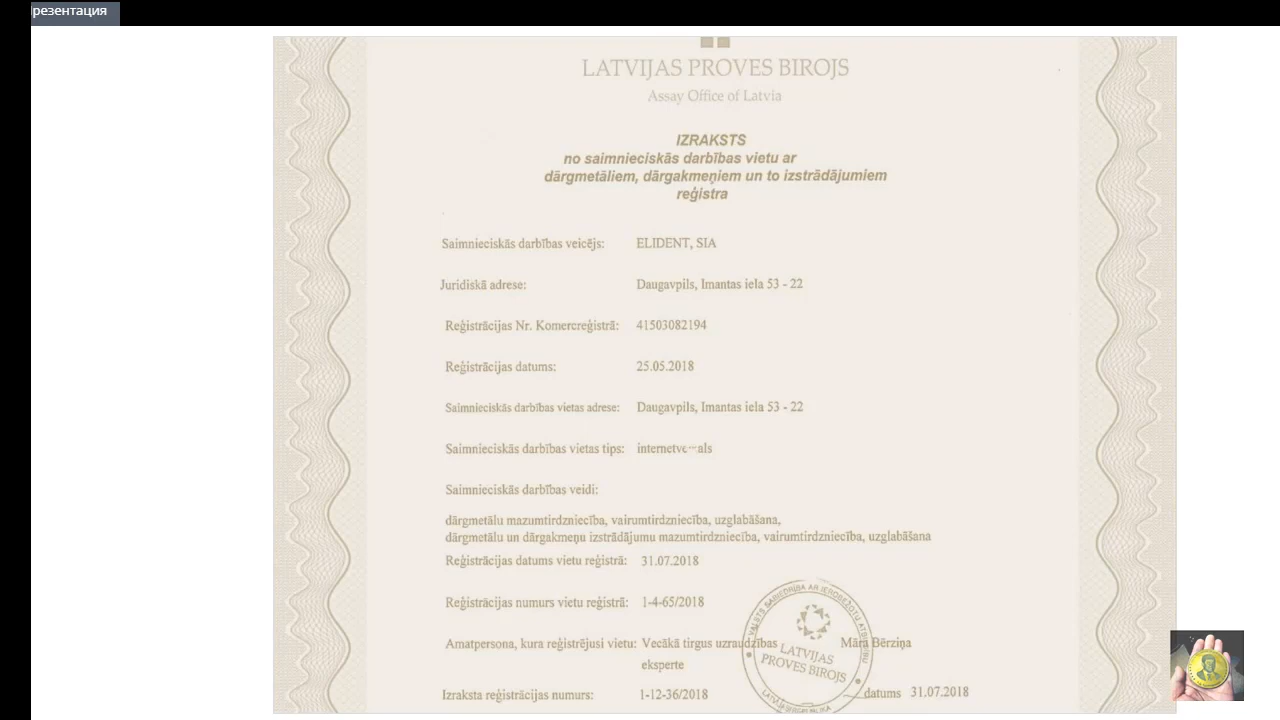 резентация
LATVIJAS PROVES BIROJS
Assay Office of Latvia
IZRAKSTS
no saimnieciskās darbības vietu ar
dārgmetāliem, dārgakmeņiem un to izstrādājumiem
reģistra
Saimnieciskās darbības veicējs: ELIDENT, SIA
Juridiskā adrese: Daugavpils, Imantas iela 53 - 22
Reģistrācijas Nr. Komercreģistrā: 41503082194
Reģistrācijas datums: 25.05.2018
Saimnieciskās darbības vietas adrese: Daugavpils, Imantas iela 53 - 22
Saimnieciskās darbības vietas tips:
Saimnieciskās darbības veidi:
dārgmetālu mazumtirdzniecība, vairumtirdzniecība, uzglabāšana,
dārgmetālu un dārgakmeņu izstrādājumu mazumtirdzniecība, vairumtirdzniecība, uzglabāšana
Reģistrācijas datums vietu reģistrā: 31.07.2018
Reģistrācijas numurs vietu reģistrā: 1-4-65/2018
Amatpersona, kura reģistrējusi vietu: Vecākā tirgus uzraudzības Māra Bērziņa
eksperte
Izraksta reģistrācijas numurs: 1-12-36/2018 datums 31.07.2018
VALSTS SABIEDRĪBA AR IEROBEŽOTU
LATVIJAS
PROVES BIROJS